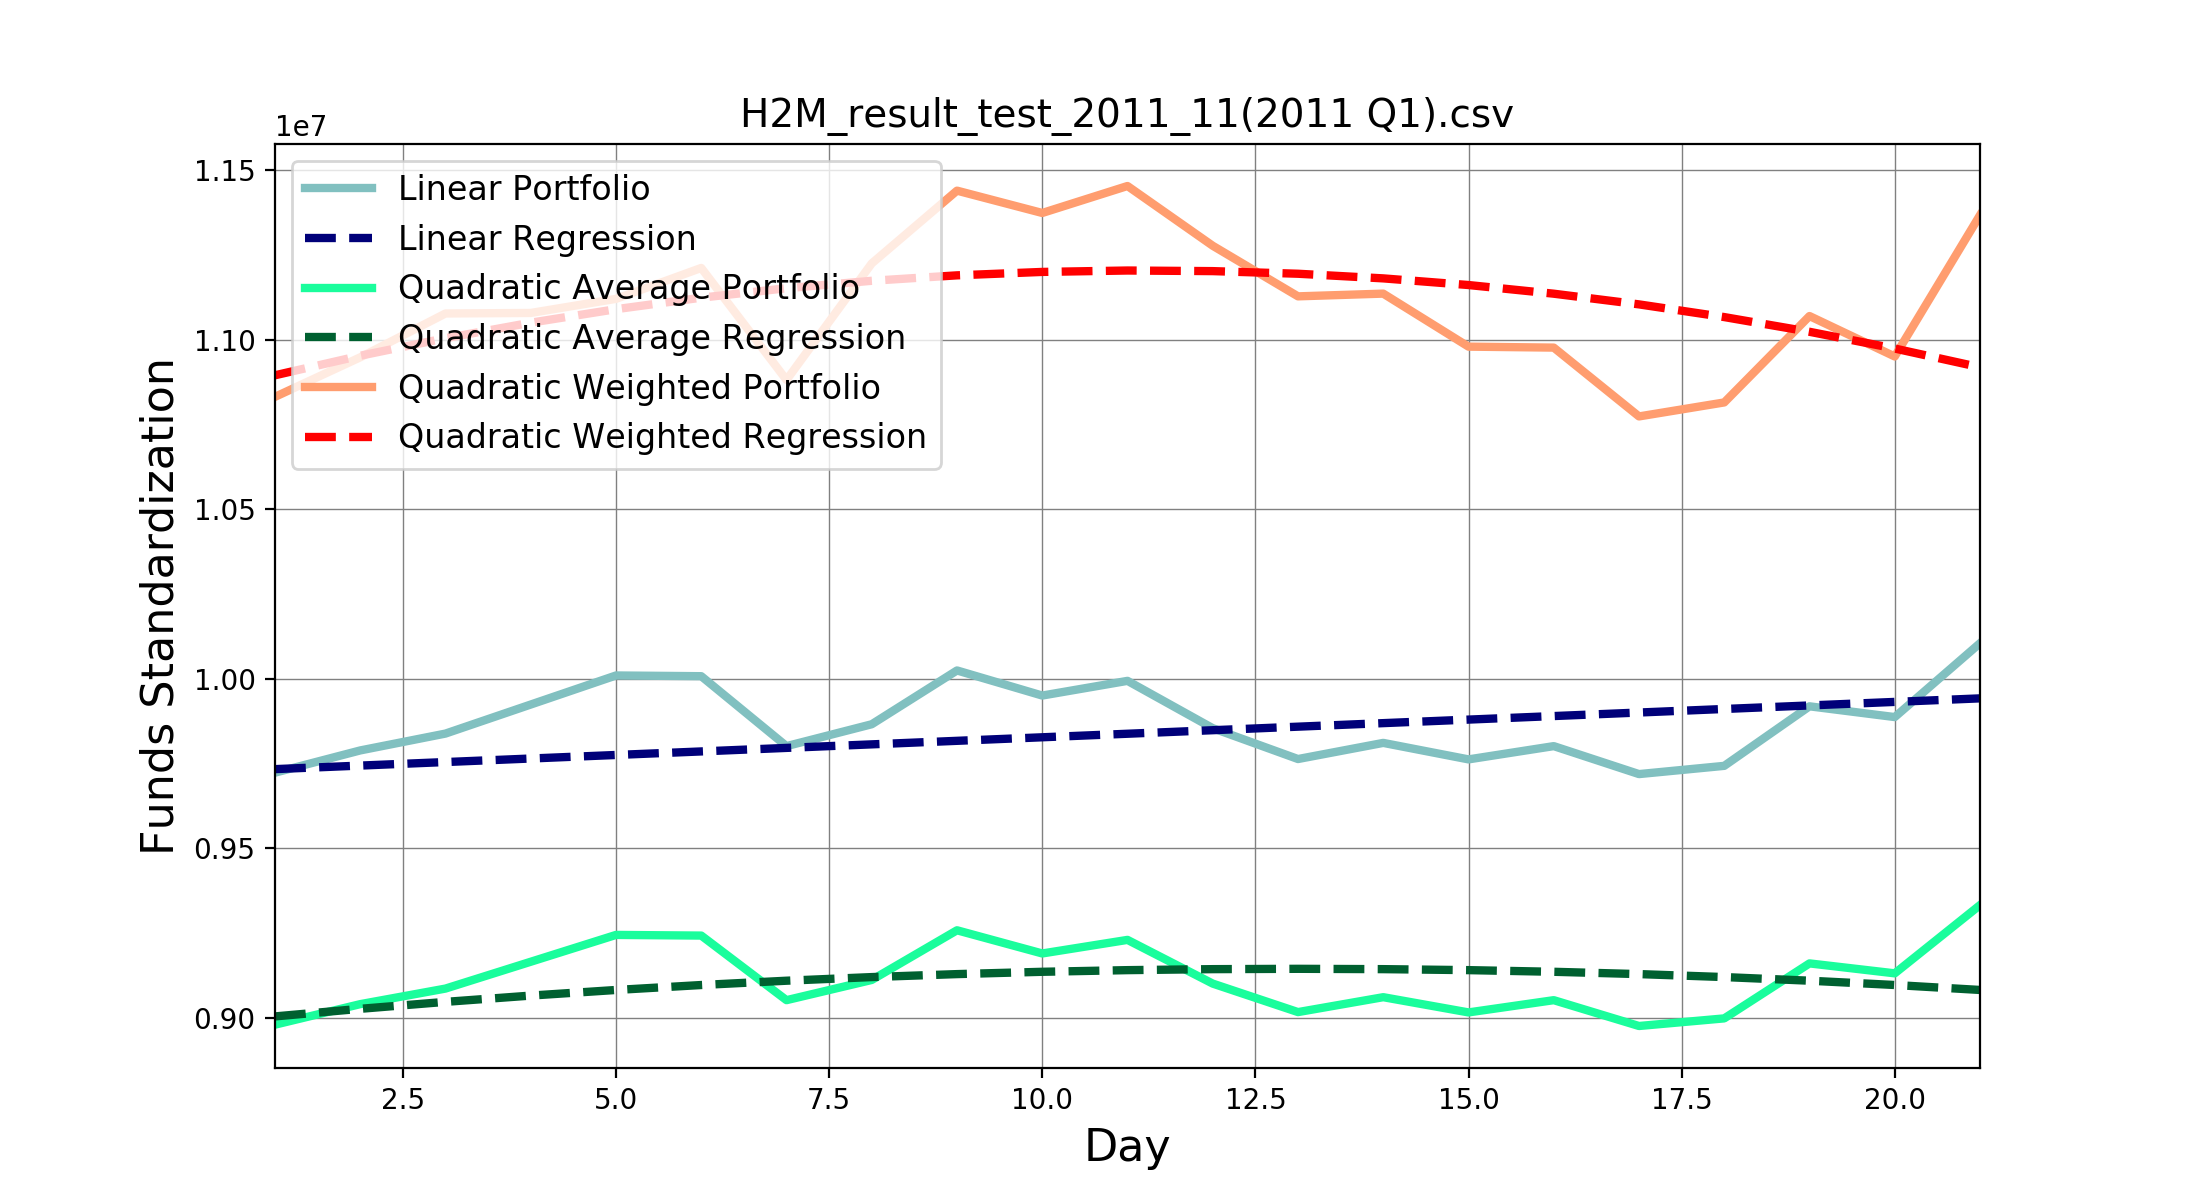 H2M_result_test_2011_11(2011 Q1).csv
1e7
1.15
1.10
1.05
1.00
0.95
0.90
Funds Standardization
Linear Portfolio
Linear Regression
Quadratic Average Portfolio
Quadratic Average Regression
Quadratic Weighted Portfolio
Quadratic Weighted Regression
2.5 5.0 7.5 10.0 12.5 15.0 17.5 20.0
Day